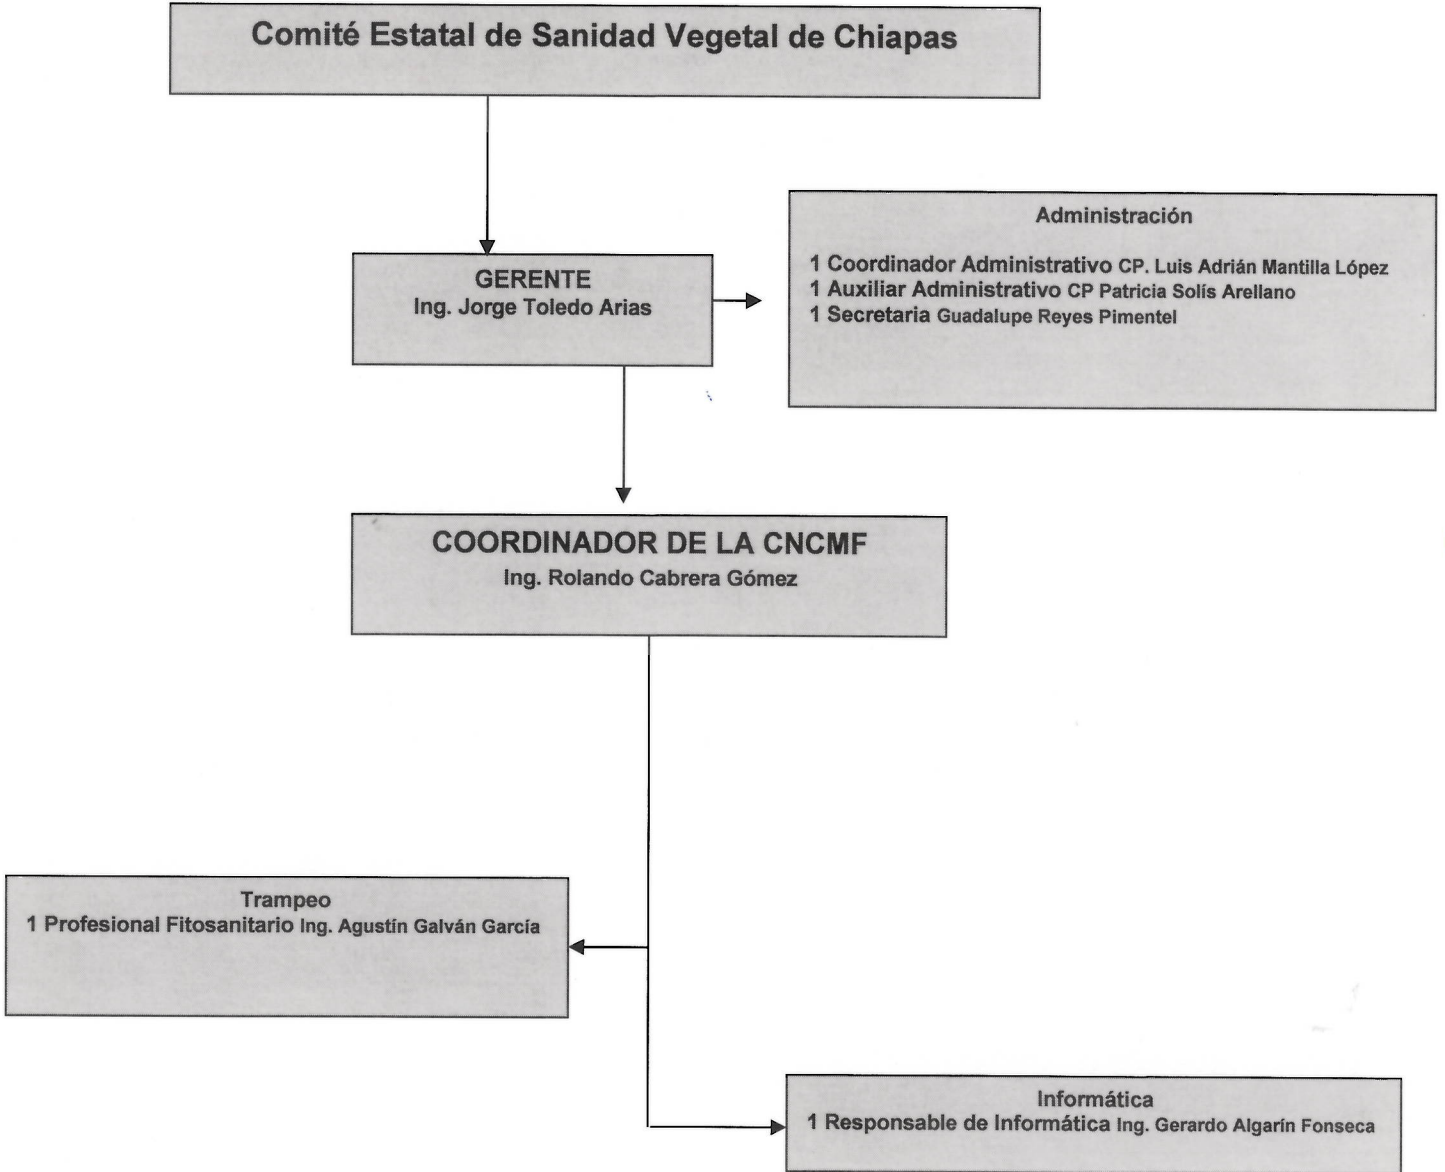 Comité Estatal de Sanidad Vegetal de Chiapas
GERENTE
Ing. Jorge Toledo Arias
Administración
1 Coordinador Administrativo CP. Luis Adrián Mantilla López
1 Auxiliar Administrativo CP Patricia Solís Arellano
1 Secretaria Guadalupe Reyes Pimentel
COORDINADOR DE LA CNCMF
Ing. Rolando Cabrera Gómez
Trampeo
1 Profesional Fitosanitario Ing. Agustín Galván García
Informática
1 Responsable de Informática Ing. Gerardo Algarín Fonseca